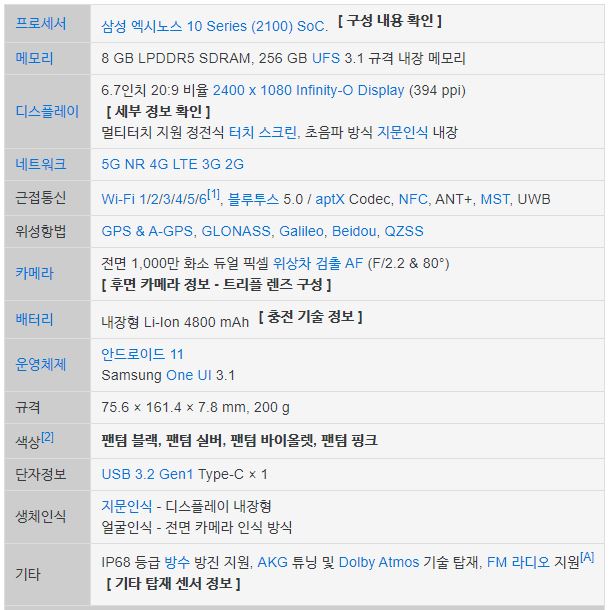 프로세서
삼성 엑시노스 10 Series (2100) SoC. [ 구성 내용 확인 ]
메모리
8 GB LPDDR5 SDRAM, 256 GB UFS 3.1 규격 내장 메모리
디스플레이
6.7인치 20:9 비율 2400 x 1080 Infinity-O Display (394 ppi)
[ 세부 정보 확인 ]
멀티터치 지원 정전식 터치 스크린, 초음파 방식 지문인식 내장
네트워크
5G NR 4G LTE 3G 2G
근접통신
Wi-Fi 1/2/3/4/5/6[1], 블루투스 5.0 / aptX Codec, NFC, ANT+, MST, UWB
위성항법
GPS & A-GPS, GLONASS, Galileo, Beidou, QZSS
카메라
전면 1,000만 화소 듀얼 픽셀 위상차 검출 AF (F/2.2 & 80°)
[ 후면 카메라 정보 - 트리플 렌즈 구성 ]
배터리
내장형 Li-Ion 4800 mAh [ 충전 기술 정보 ]
운영체제
안드로이드 11
Samsung One UI 3.1
규격
75.6 × 161.4 × 7.8 mm, 200 g
색상[2]
팬텀 블랙, 팬텀 실버, 팬텀 바이올렛, 팬텀 핑크
단자정보
USB 3.2 Gen1 Type-C × 1
생체인식
지문인식 - 디스플레이 내장형
얼굴인식 - 전면 카메라 인식 방식
기타
IP68 등급 방수 방진 지원, AKG 튜닝 및 Dolby Atmos 기술 탑재, FM 라디오 지원[A]
[ 기타 탑재 센서 정보 ]